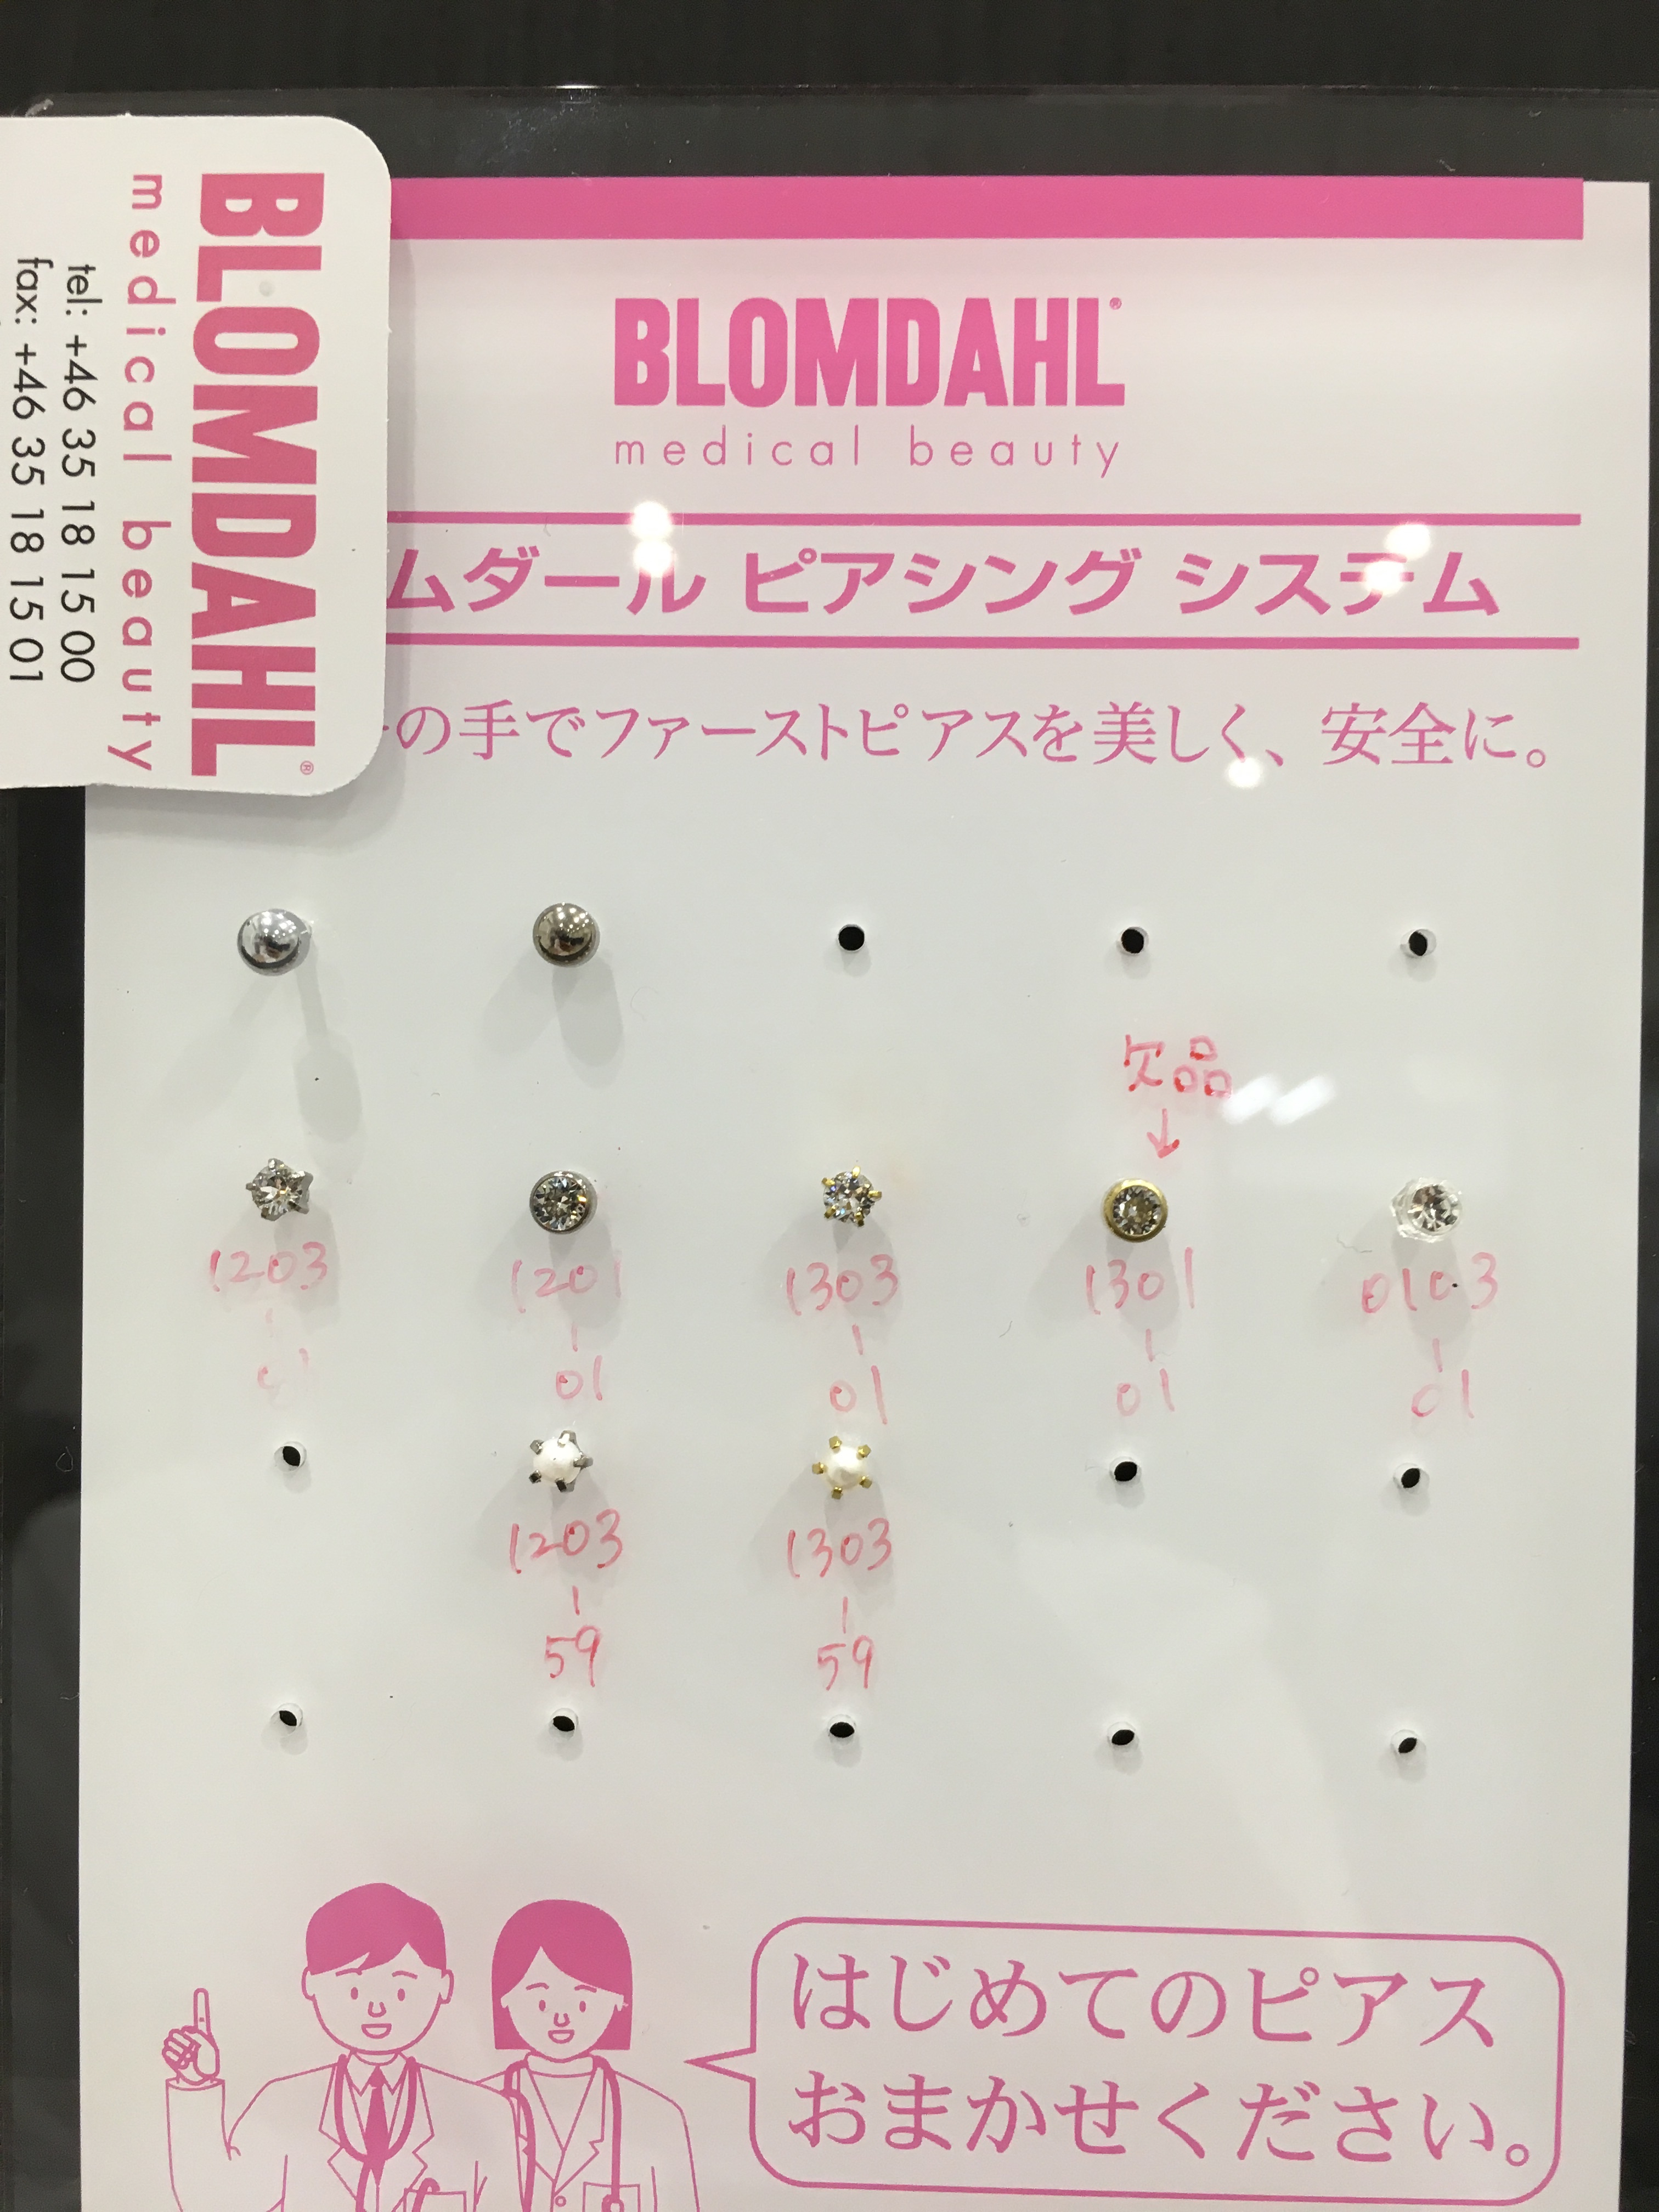 BLOMDAHL®
medical beauty
tel: +46 35 18 15 00
fax: +46 35 18 15 01
BLOMDAHL®
medical beauty
ムダール ピアシング システム
の手でファーストピアスを美しく、安全に。
欠品
↓
1203 1201 1303 1301 0103
- - - -
01 01 01 01
1203 1303
- -
59 59
はじめてのピアス
おまかせください。